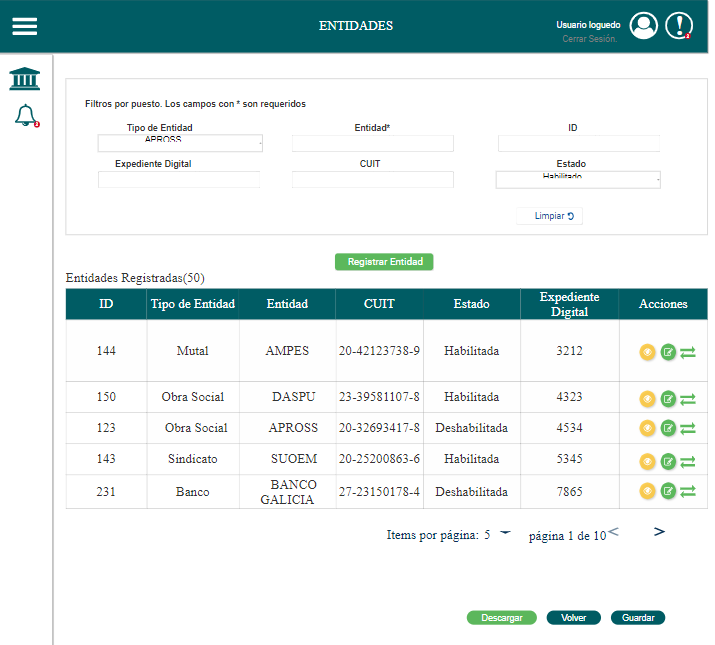 ENTIDADES
Usuario loguedo
Cerrar Sesión.
Filtros por puesto. Los campos con * son requeridos
Tipo de Entidad Entidad* ID
APROSS
Expediente Digital CUIT Estado
Habilitado
Limpiar
Registrar Entidad
Entidades Registradas(50)
ID Tipo de Entidad Entidad CUIT Estado Expediente Digital Acciones
144 Mutal AMPES 20-42123738-9 Habilitada 3212
150 Obra Social DASPU 23-39581107-8 Habilitada 4323
123 Obra Social APROSS 20-32693417-8 Deshabilitada 4534
143 Sindicato SUOEM 20-25200863-6 Habilitada 5345
231 Banco BANCO GALICIA 27-23150178-4 Deshabilitada 7865
Items por página: 5 página 1 de 10 < >
Descargar Volver Guardar